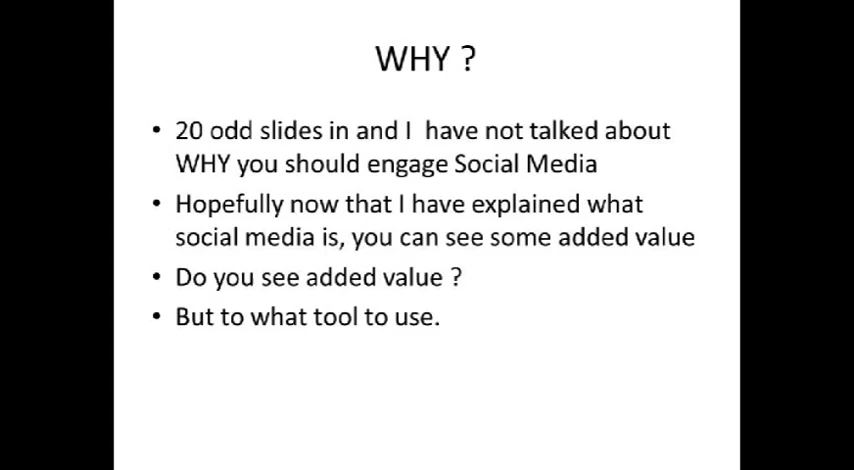 WHY ?
• 20 odd slides in and I have not talked about
WHY you should engage Social Media
• Hopefully now that I have explained what
social media is, you can see some added value
• Do you see added value ?
• But to what tool to use.